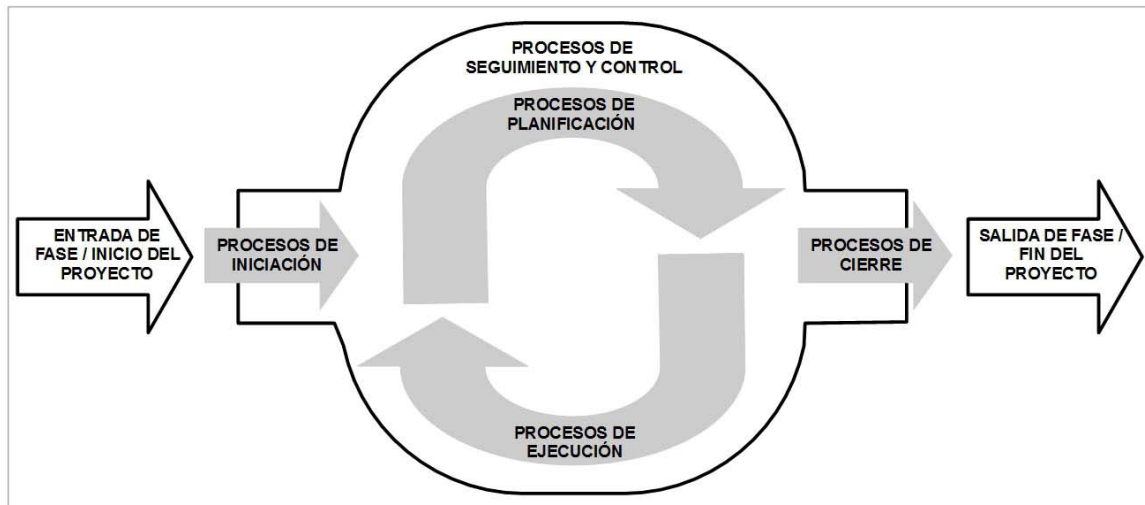 PROCESOS DE
SEGUIMIENTO Y CONTROL
PROCESOS DE
PLANIFICACIÓN
ENTRADA DE
FASE / INICIO DEL
PROYECTO
PROCESOS DE
INICIACIÓN
PROCESOS DE
CIERRE
SALIDA DE FASE /
FIN DEL
PROYECTO
PROCESOS DE
EJECUCIÓN